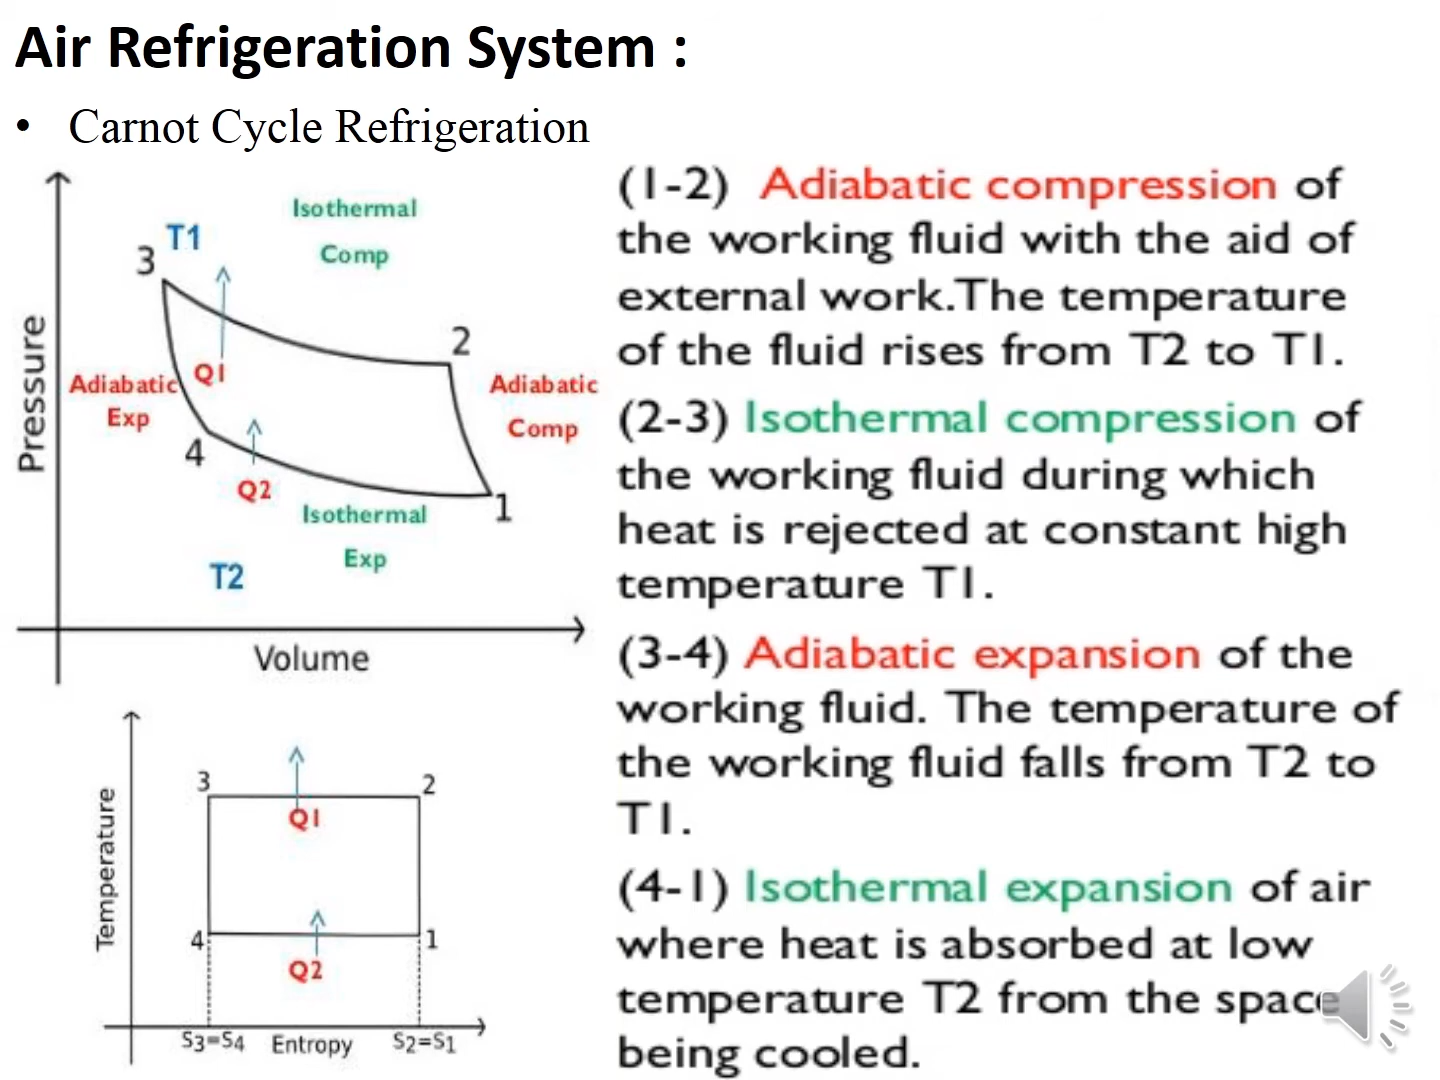 Air Refrigeration System :
• Carnot Cycle Refrigeration
Isothermal
Comp
T1
3
2
Pressure
Q1
Adiabatic
Exp
Adiabatic
Comp
4
Q2
1
Isothermal
Exp
T2
Volume
Temperature
3
2
Q1
4
1
Q2
S3=S4
Entropy
S2=S1
(1-2) Adiabatic compression of
the working fluid with the aid of
external work.The temperature
of the fluid rises from T2 to T1.
(2-3) Isothermal compression of
the working fluid during which
heat is rejected at constant high
temperature T1.
(3-4) Adiabatic expansion of the
working fluid. The temperature of
the working fluid falls from T2 to
T1.
(4-1) Isothermal expansion of air
where heat is absorbed at low
temperature T2 from the space
being cooled.